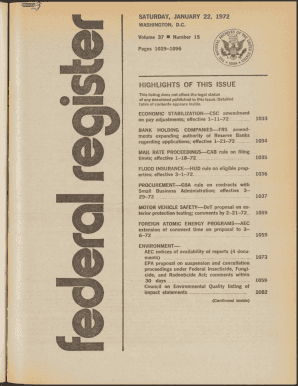 federal register
SATURDAY, JANUARY 22, 1972
WASHINGTON, D.C.
Volume 37 ■ Number 15
Pages 1019-1096
HIGHLIGHTS OF THIS ISSUE
This listing does not affect the legal status
of any document published in this issue. Detailed
table of contents appears inside.
ECONOMIC STABILIZATION—CSC amendment
on pay adjustments; effective 1-11-72 1033
BANK HOLDING COMPANIES—FRS amend-
ments expanding authority of Reserve Banks
regarding applications; effective 1-21-72 1034
MAIL RATE PROCEEDINGS—CAB rule on filing
times; effective 1-18-72 1035
FLOOD INSURANCE—HUD rule on eligible prop-
erties; effective 2-1-72 1036
PROCUREMENT—GSA rule on contracts with
Small Business Administration; effective 2-
29-72 1037
MOTOR VEHICLE SAFETY—DoT proposal on ex-
terior protection testing; comments by 2-21-72 1059
FOREIGN ATOMIC ENERGY PROGRAMS—AEC
extension of comment time on proposal to 2-
6-72 1059
ENVIRONMENT—
AEC notices of availability of reports (4 docu-
ments) 1073
EPA proposal on suspension and cancellation
proceedings under Federal Insecticide, Fungi-
cide, and Rodenticide Act; comments within
30 days 1059
Council on Environmental Quality listing of
impact statements 1082
(Continued inside)